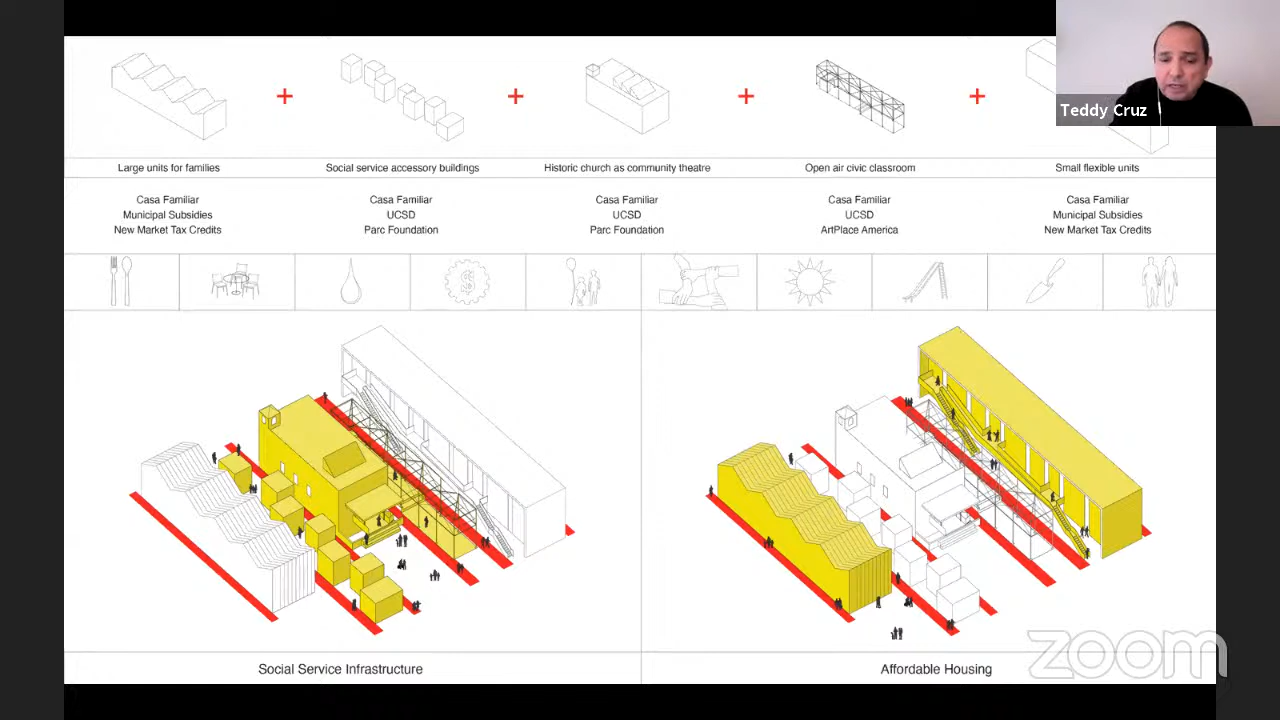 Teddy Cruz
Large units for families
Social service accessory buildings
Historic church as community theatre
Open air civic classroom
Small flexible units
Casa Familiar
Municipal Subsidies
New Market Tax Credits
Casa Familiar
UCSD
Parc Foundation
Casa Familiar
UCSD
Parc Foundation
Casa Familiar
UCSD
ArtPlace America
Casa Familiar
Municipal Subsidies
New Market Tax Credits
$
Social Service Infrastructure
Affordable Housing
zoom